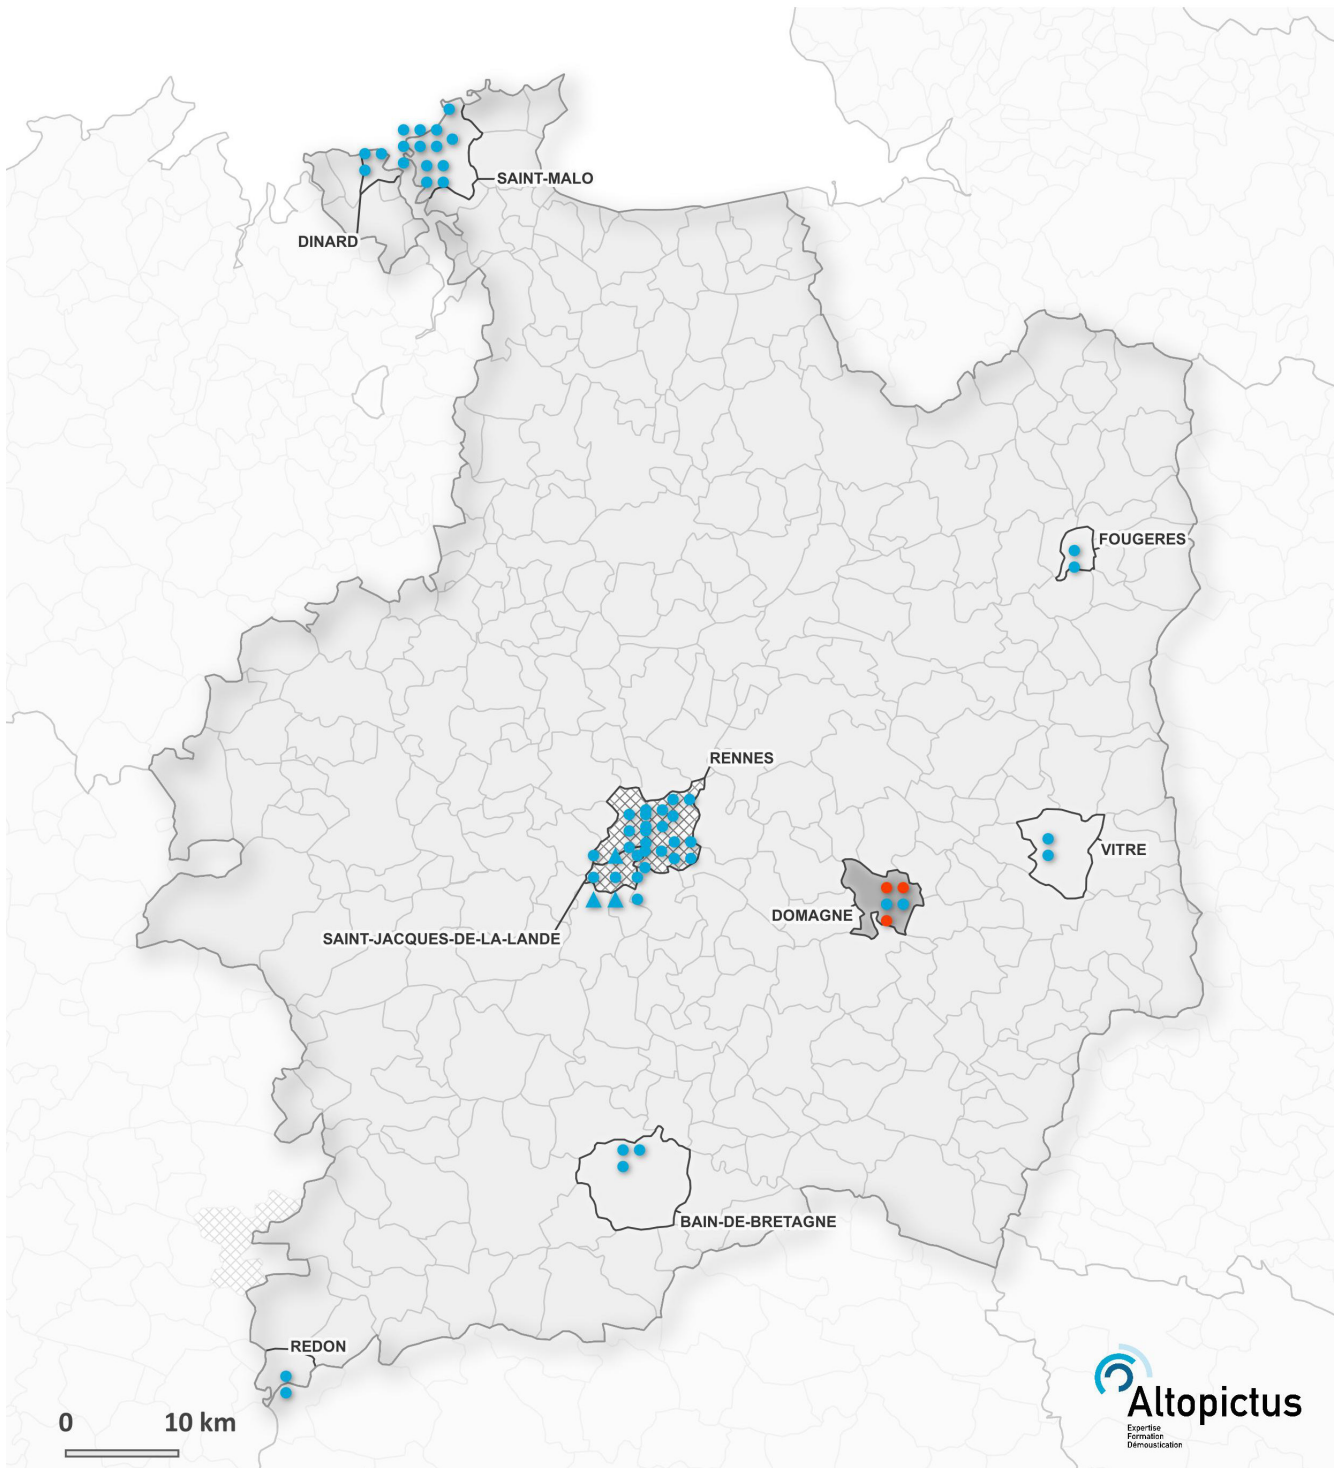 SAINT-MALO
DINARD
FOUGERES
RENNES
VITRE
DOMAGNE
SAINT-JACQUES-DE-LA-LANDE
BAIN-DE-BRETAGNE
REDON
0 10 km
Altopictus
Expertise
Formation
Démoustication